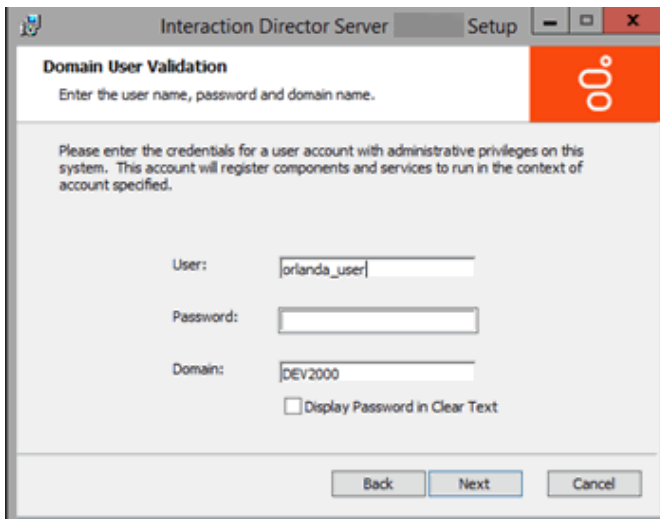 Interaction Director Server Setup
Domain User Validation
Enter the user name, password and domain name.
Please enter the credentials for a user account with administrative privileges on this
system. This account will register components and services to run in the context of
account specified.
User:
orlanda_user
Password:
Domain:
DEV2000
Display Password in Clear Text
Back
Next
Cancel